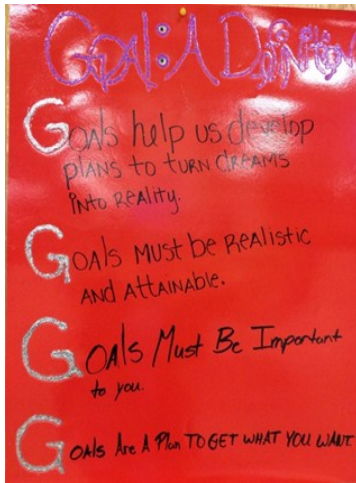 GOAL: A Definition
Goals help us develop
plans to turn dreams
into Reality.
Goals Must be Realistic
and Attainable.
GOALS Must Be Important
to you.
Goals Are A Plan TO GET WHAT YOU WANT.